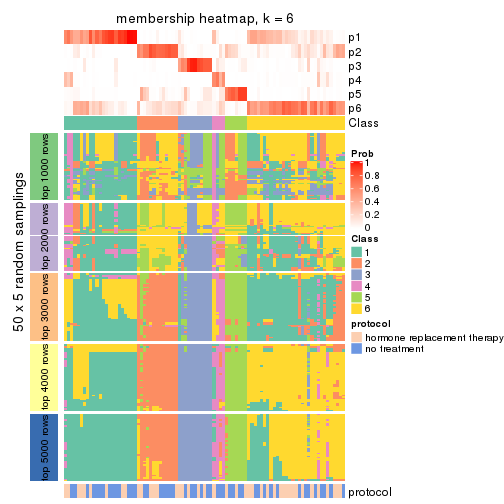 membership heatmap, k = 6
p1
p2
p3
p4
p5
p6
Class
50 x 5 random samplings
top 1000 rows
top 2000 rows
top 3000 rows
top 4000 rows
top 5000 rows
protocol
Prob
1
0.8
0.6
0.4
0.2
0
Class
1
2
3
4
5
6
protocol
hormone replacement therapy
no treatment